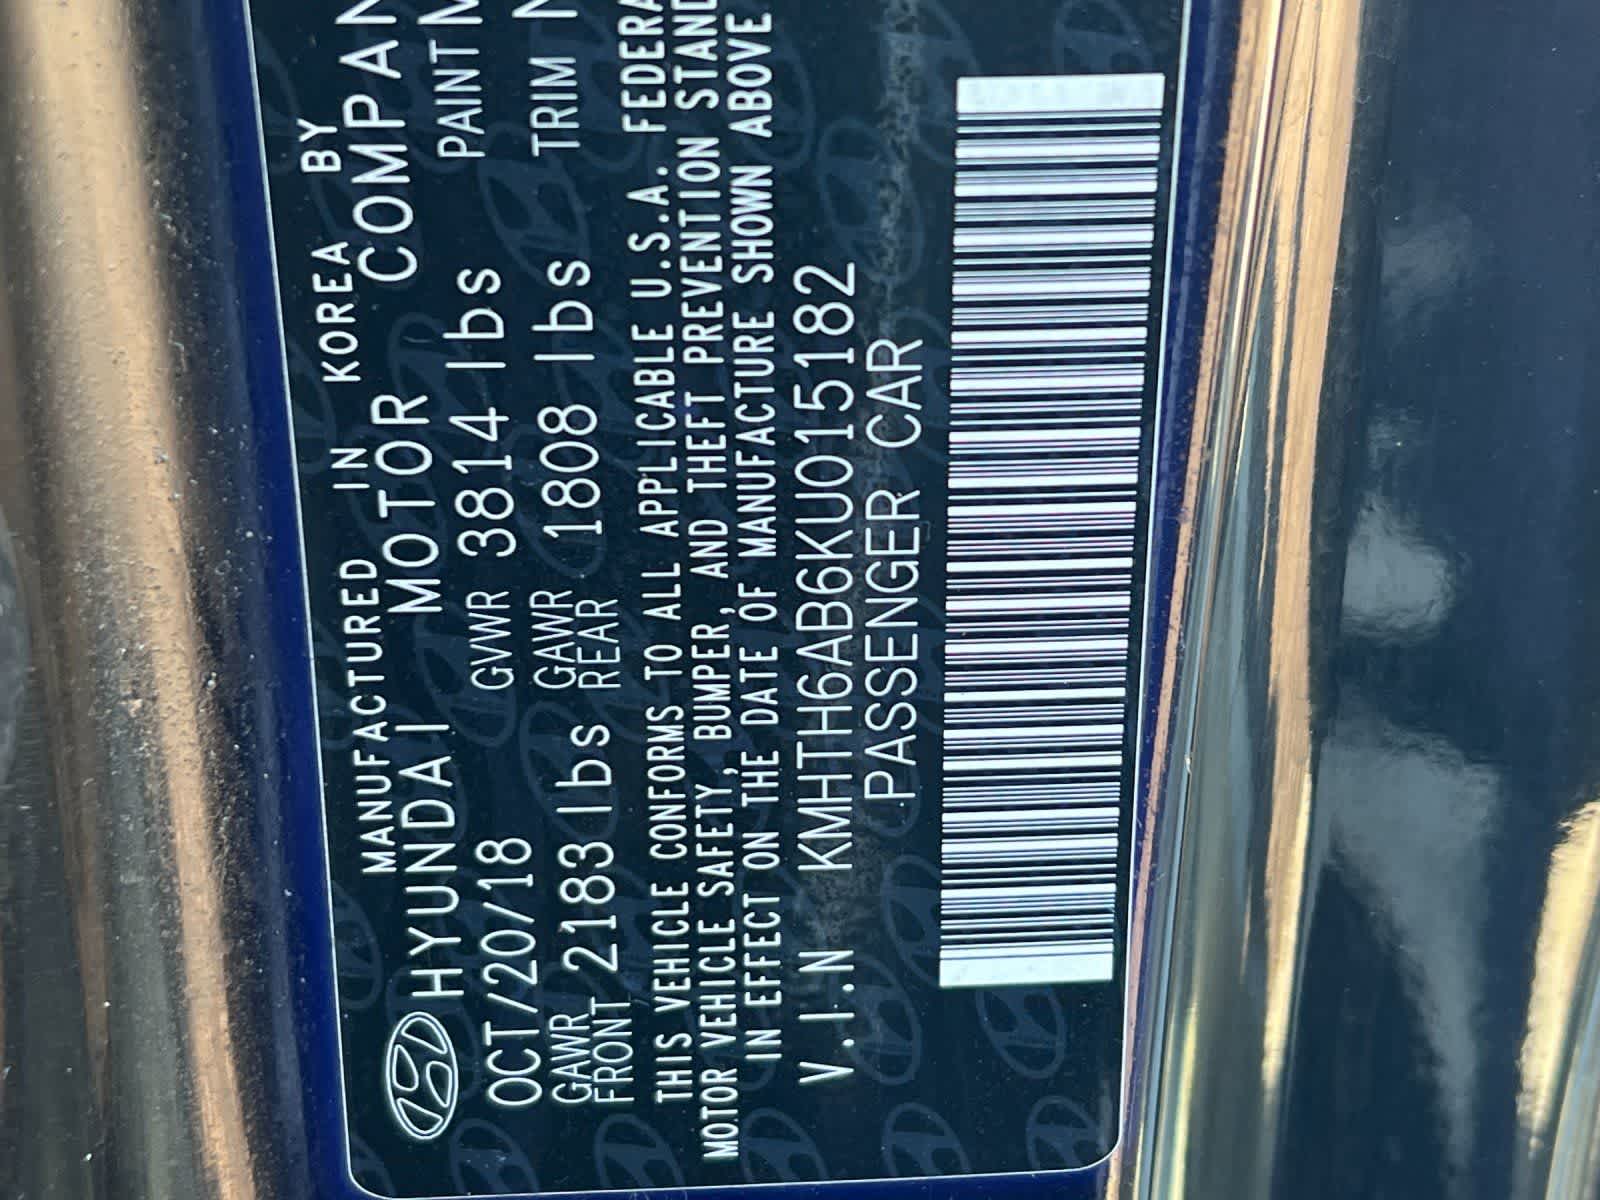 MANUFACTURED IN KOREA BY
HYUNDAI MOTOR COMPAN
OCT/20/18 GVWR 3814 lbs PAINT
GAWR FRONT 2183 lbs GAWR REAR 1808 lbs TRIM
THIS VEHICLE CONFORMS TO ALL APPLICABLE U.S.A. FEDERA
MOTOR VEHICLE SAFETY, BUMPER, AND THEFT PREVENTION STAND
IN EFFECT ON THE DATE OF MANUFACTURE SHOWN ABOVE
V.I.N KMHTH6AB6KU015182
PASSENGER CAR